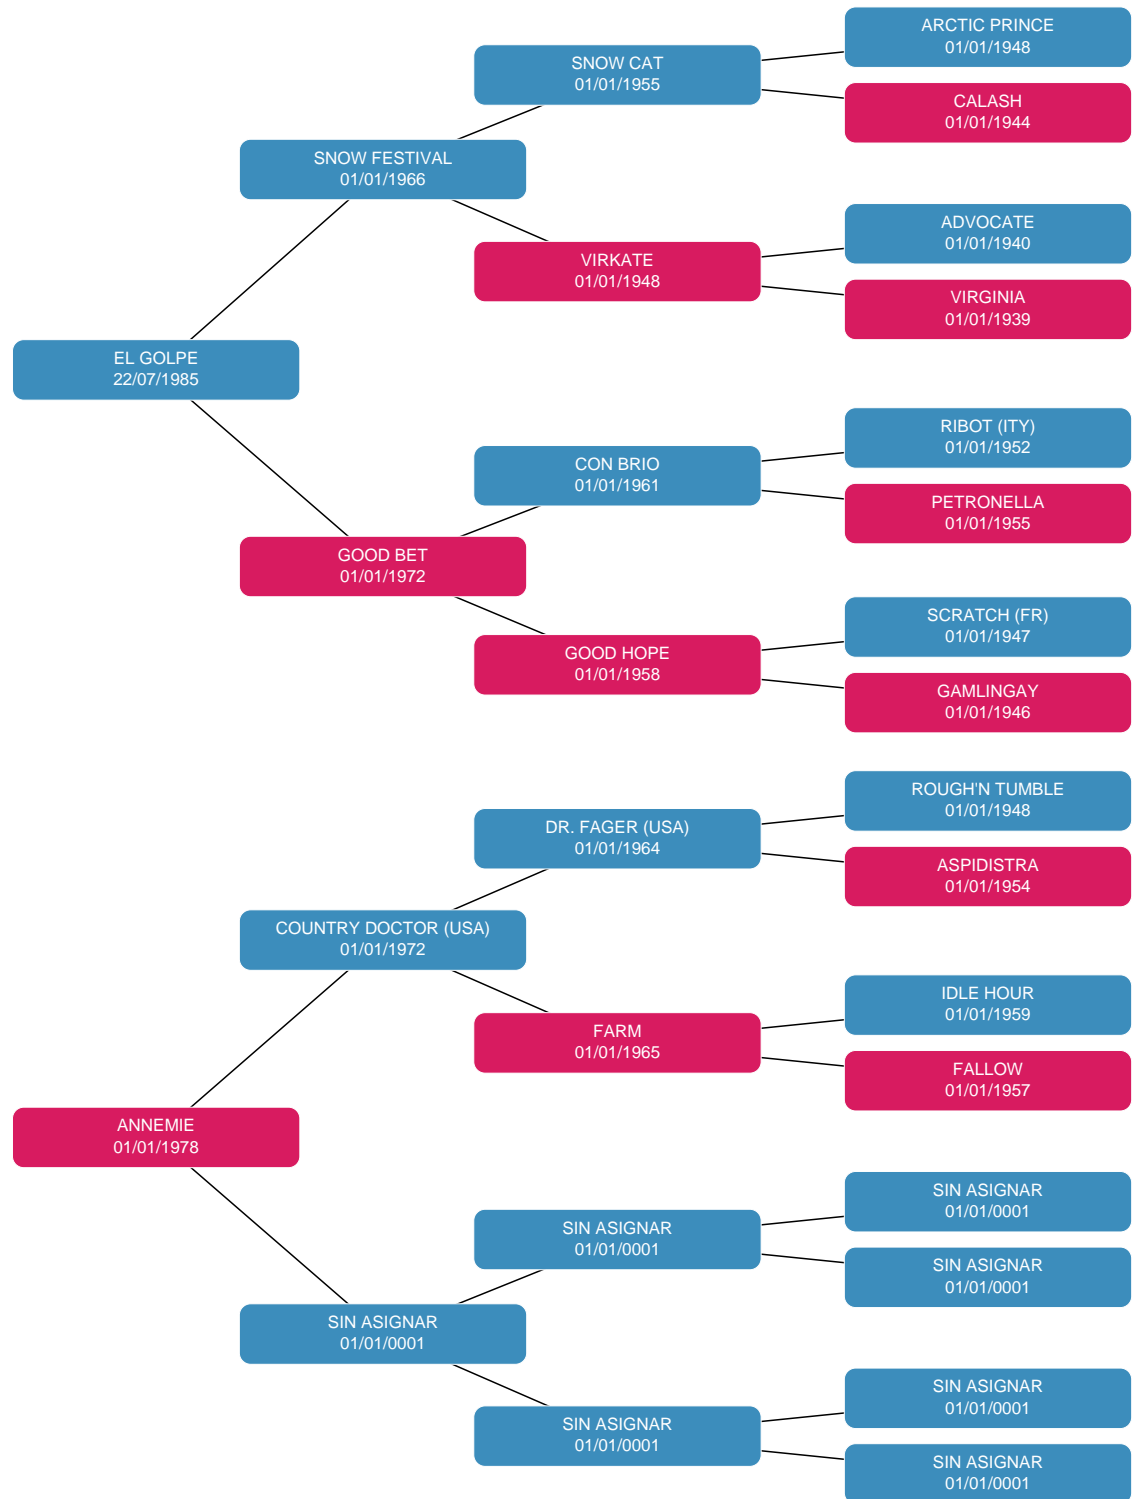 ARCTIC PRINCE
01/01/1948
SNOW CAT
01/01/1955
CALASH
01/01/1944
SNOW FESTIVAL
01/01/1966
ADVOCATE
01/01/1940
VIRKATE
01/01/1948
VIRGINIA
01/01/1939
EL GOLPE
22/07/1985
RIBOT (ITY)
01/01/1952
CON BRIO
01/01/1961
PETRONELLA
01/01/1955
GOOD BET
01/01/1972
SCRATCH (FR)
01/01/1947
GOOD HOPE
01/01/1958
GAMLINGAY
01/01/1946
ROUGH'N TUMBLE
01/01/1948
DR. FAGER (USA)
01/01/1964
ASPIDISTRA
01/01/1954
COUNTRY DOCTOR (USA)
01/01/1972
IDLE HOUR
01/01/1959
FARM
01/01/1965
FALLOW
01/01/1957
ANNEMIE
01/01/1978
SIN ASIGNAR
01/01/0001
SIN ASIGNAR
01/01/0001
SIN ASIGNAR
01/01/0001
SIN ASIGNAR
01/01/0001
SIN ASIGNAR
01/01/0001
SIN ASIGNAR
01/01/0001
SIN ASIGNAR
01/01/0001